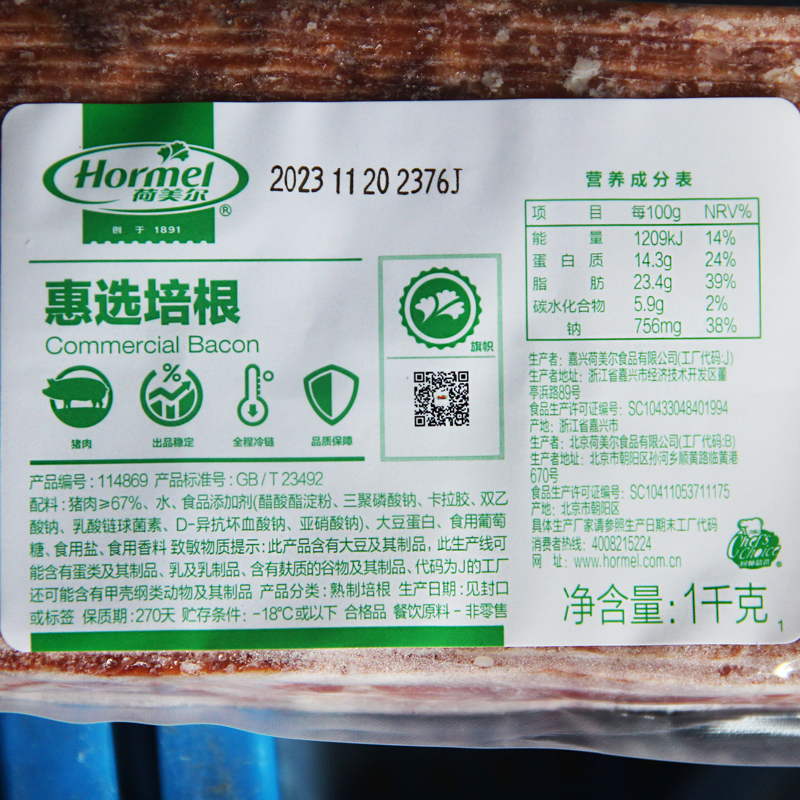 Hormel
荷美尔
®
创于1891
2023 11 20 2376J
惠选培根
Commercial Bacon
猪肉
%
出品稳定
全程冷链
品质保障
旗帜
产品编号：114869 产品标准号：GB/T 23492
配料：猪肉≥67%、水、食品添加剂(醋酸酯淀粉、三聚磷酸钠、卡拉胶、双乙
酸钠、乳酸链球菌素、D-异抗坏血酸钠、亚硝酸钠)、大豆蛋白、食用葡萄
糖、食用盐、食用香料 致敏物质提示：此产品含有大豆及其制品，此生产线可
能含有蛋类及其制品、乳及乳制品、含有麸质的谷物及其制品、代码为J的工厂
还可能含有甲壳纲类动物及其制品 产品分类：熟制培根 生产日期：见封口
或标签 保质期：270天 贮存条件：-18℃或以下 合格品 餐饮原料-非零售
营养成分表
项目 每100g NRV%
能量 1209kJ 14%
蛋白质 14.3g 24%
脂肪 23.4g 39%
碳水化合物 5.9g 2%
钠 756mg 38%
生产者：嘉兴荷美尔食品有限公司(工厂代码:J)
生产者地址：浙江省嘉兴市经济技术开发区董
亭浜路89号
食品生产许可证编号：SC10433048401994
产地：浙江省嘉兴市
生产者：北京荷美尔食品有限公司(工厂代码:B)
生产者地址：北京市朝阳区孙河乡顺黄路临黄港
670号
食品生产许可证编号：SC10411053711175
产地：北京市朝阳区
具体生产厂家请参照生产日期末工厂代码
消费者热线：4008215224
网址：www.hormel.com.cn
Chef's
Choice
净含量：1千克
1